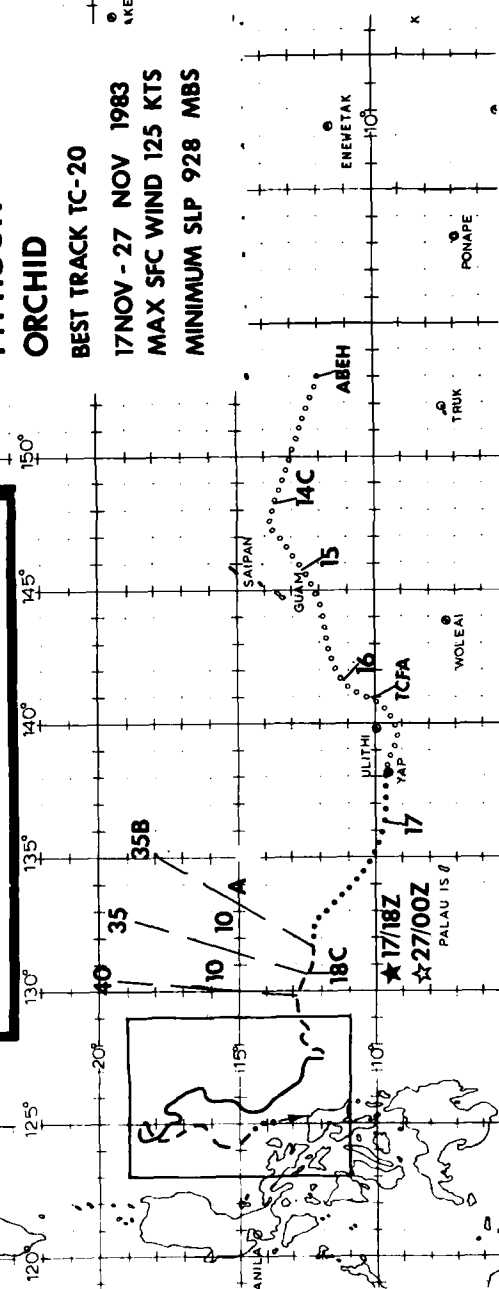 ORCHID
BEST TRACK TC-20
17NOV - 27 NOV 1983
MAX SFC WIND 125 KTS
MINIMUM SLP 928 MBS
120°
125°
130°
135°
140°
145°
150°
20°
15°
10°
10°
40
35
35B
10
10
A
18C
★17/18Z
☆27/00Z
PALAU IS
17
YAP
ULITHI
TCFA
16
15
14C
ABEH
GUAM
SAIPAN
WOLEAI
TRUK
PONAPE
ENEWETAK
K